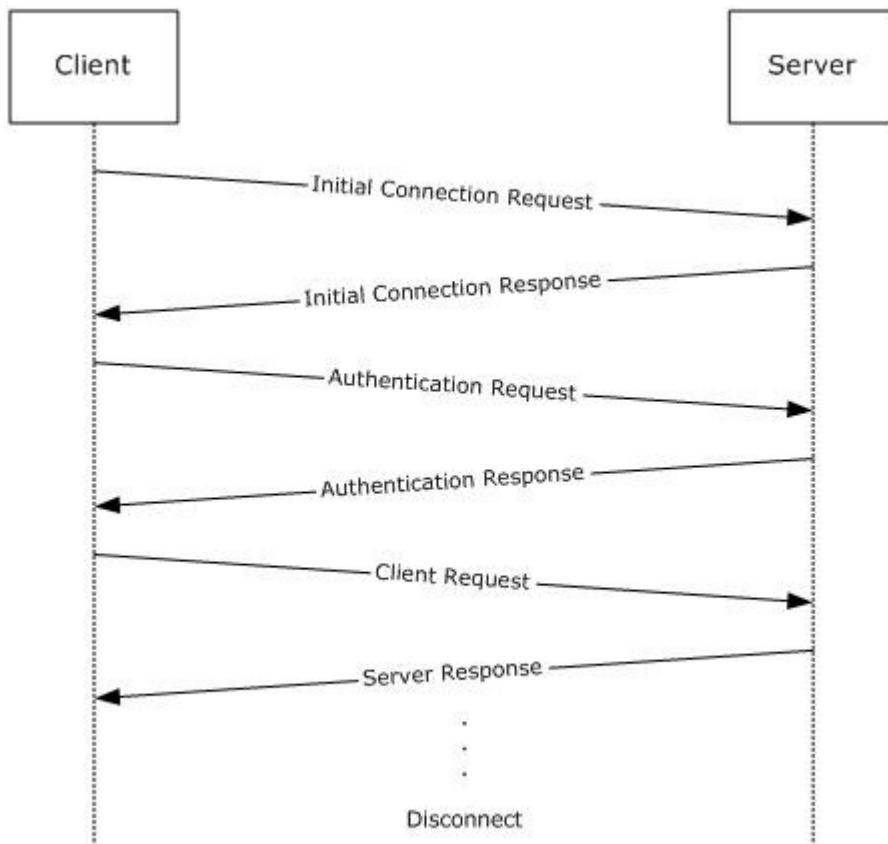 Client
Server
Initial Connection Request
Initial Connection Response
Authentication Request
Authentication Response
Client Request
Server Response
.
.
.
Disconnect